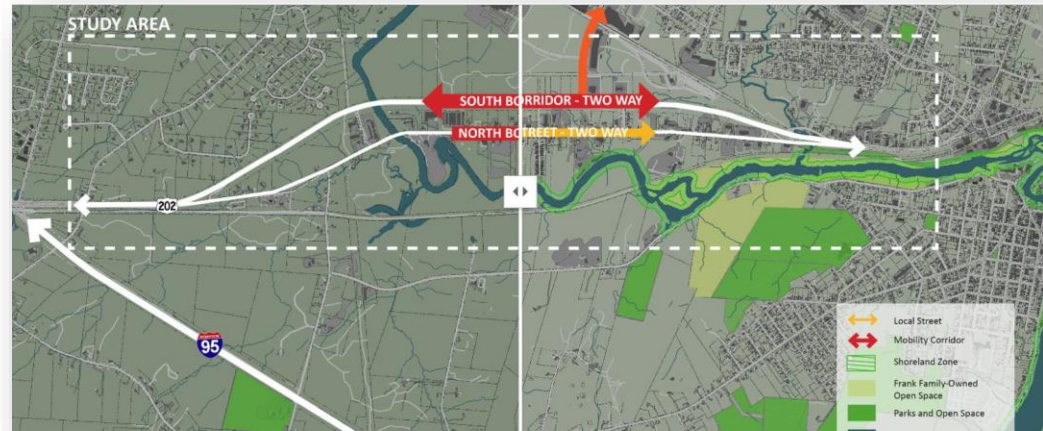 STUDY AREA
SOUTH BORRIDOR - TWO WAY
NORTH BOTREET - TWO WAY
202
95
Local Street
Mobility Corridor
Shoreland Zone
Frank Family-Owned
Open Space
Parks and Open Space